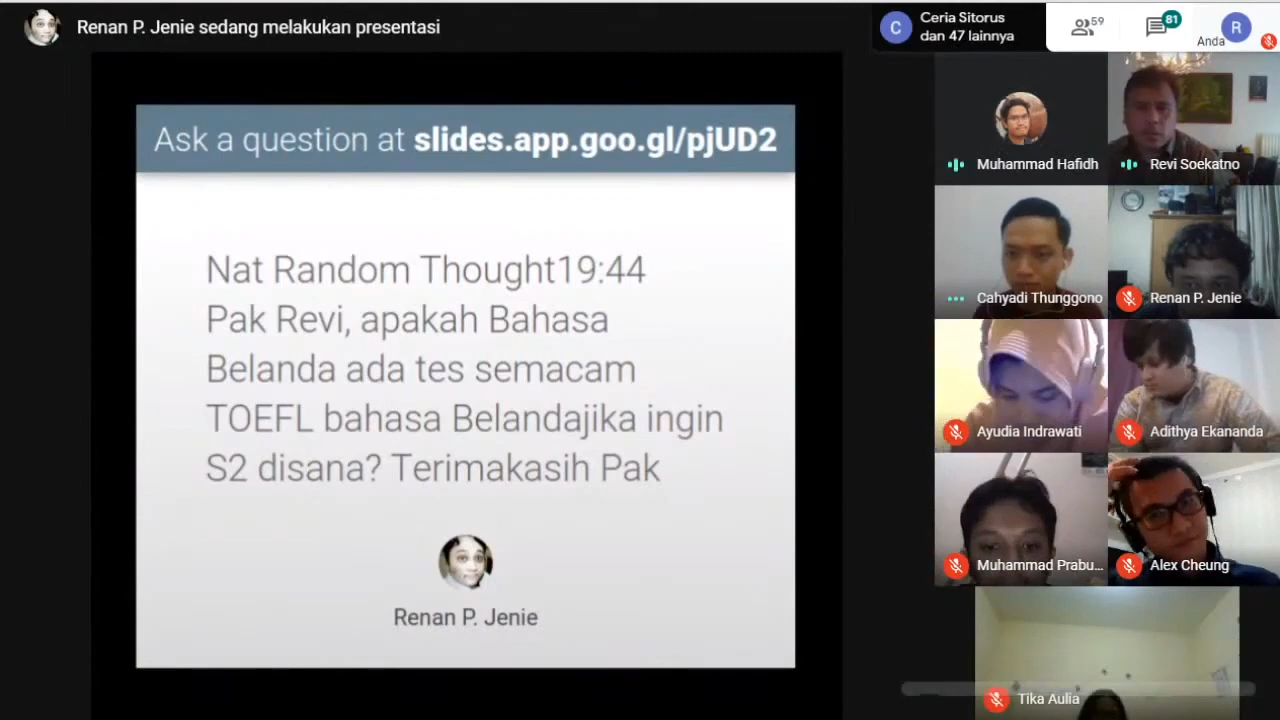 Renan P. Jenie sedang melakukan presentasi
Ceria Sitorus
dan 47 lainnya
C
59
81
Anda
R
Ask a question at slides.app.goo.gl/pjUD2
Nat Random Thought19:44
Pak Revi, apakah Bahasa
Belanda ada tes semacam
TOEFL bahasa Belandajika ingin
S2 disana? Terimakasih Pak
Renan P. Jenie
Muhammad Hafidh
Revi Soekatno
Cahyadi Thunggono
Renan P. Jenie
Ayudia Indrawati
Adithya Ekananda
Muhammad Prabu...
Alex Cheung
Tika Aulia